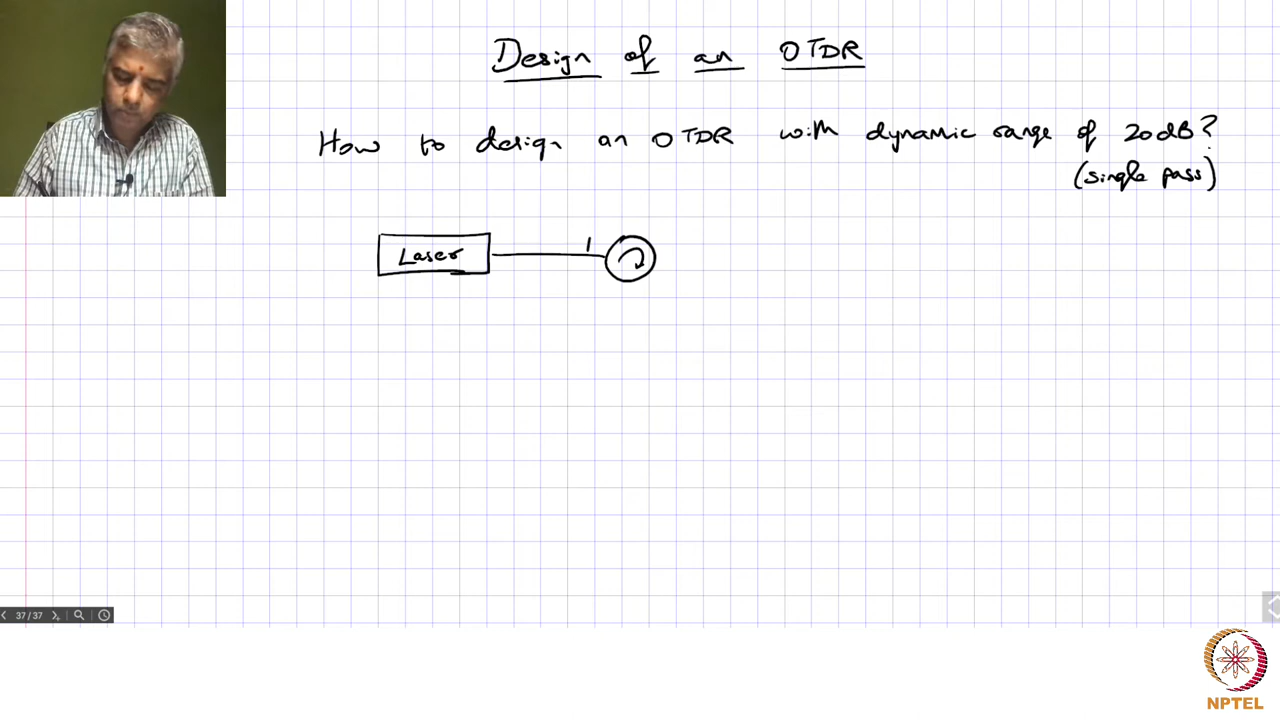 Design of an OTDR
How to design an OTDR with dynamic range of 20dB?
(single pass)
Laser
1
37/37
NPTEL